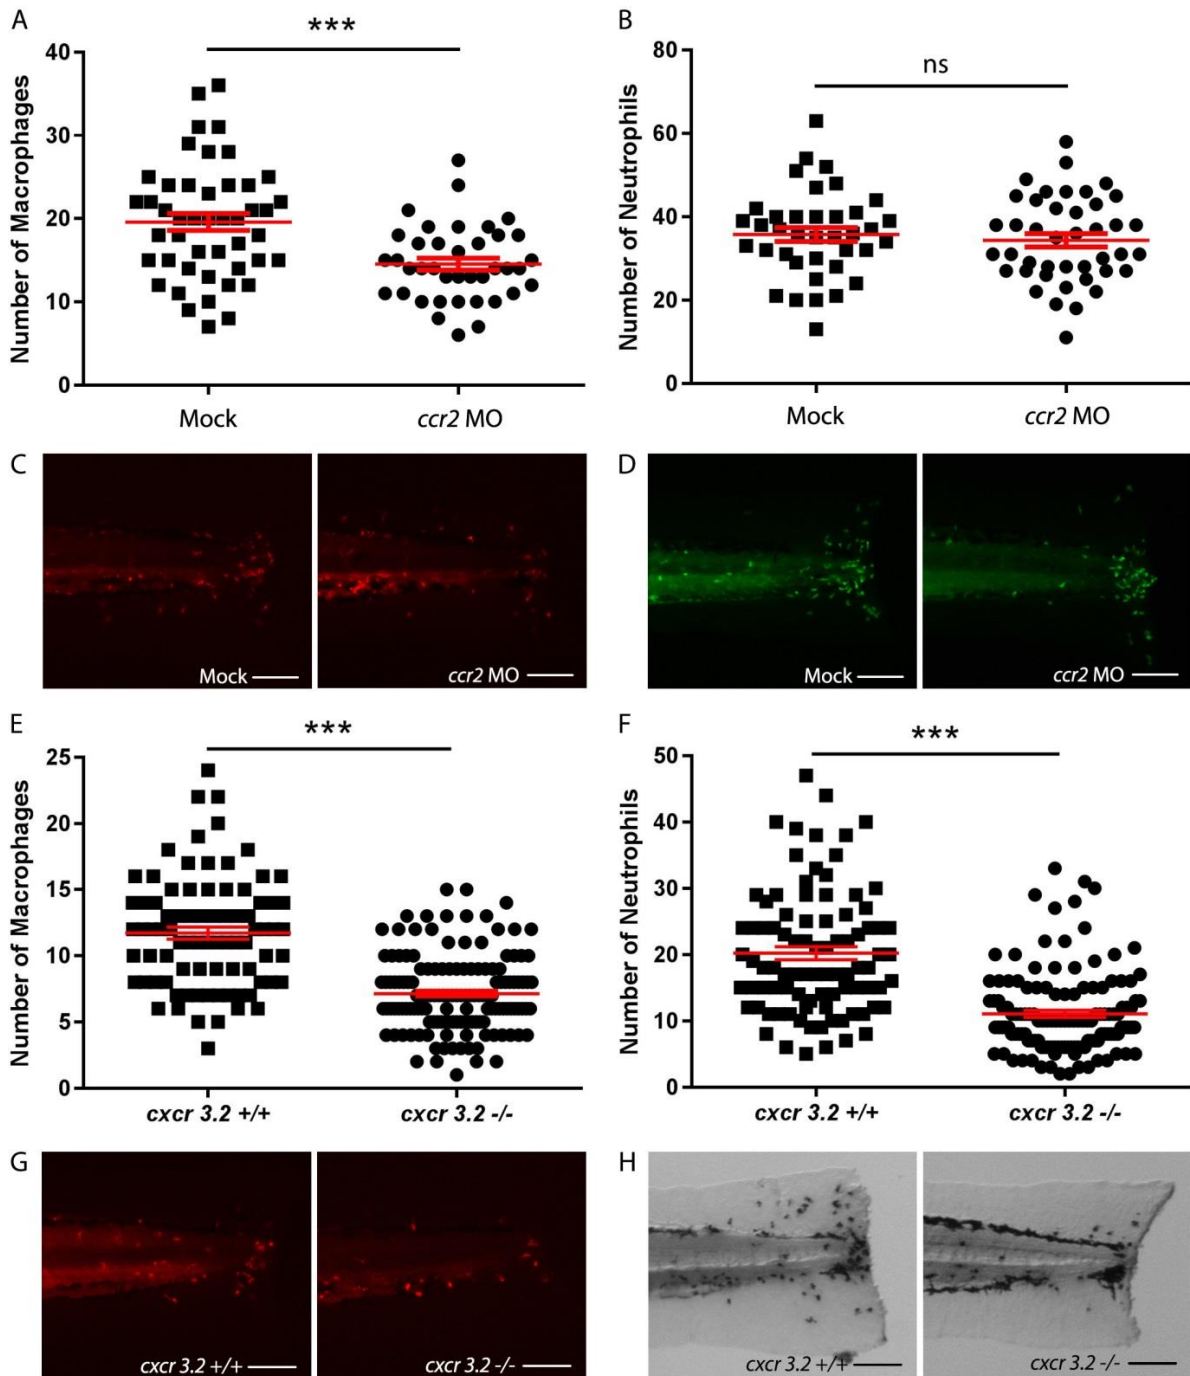 A
***
Number of Macrophages
40
30
20
10
0
Mock
ccr2 MO
B
ns
Number of Neutrophils
80
60
40
20
0
Mock
ccr2 MO
C
Mock
ccr2 MO
D
Mock
ccr2 MO
E
***
Number of Macrophages
25
20
15
10
5
0
cxcr 3.2 +/+
cxcr 3.2 -/-
F
***
Number of Neutrophils
50
40
30
20
10
0
cxcr 3.2 +/+
cxcr 3.2 -/-
G
cxcr 3.2 +/+
cxcr 3.2 -/-
H
cxcr 3.2 +/+
cxcr 3.2 -/-